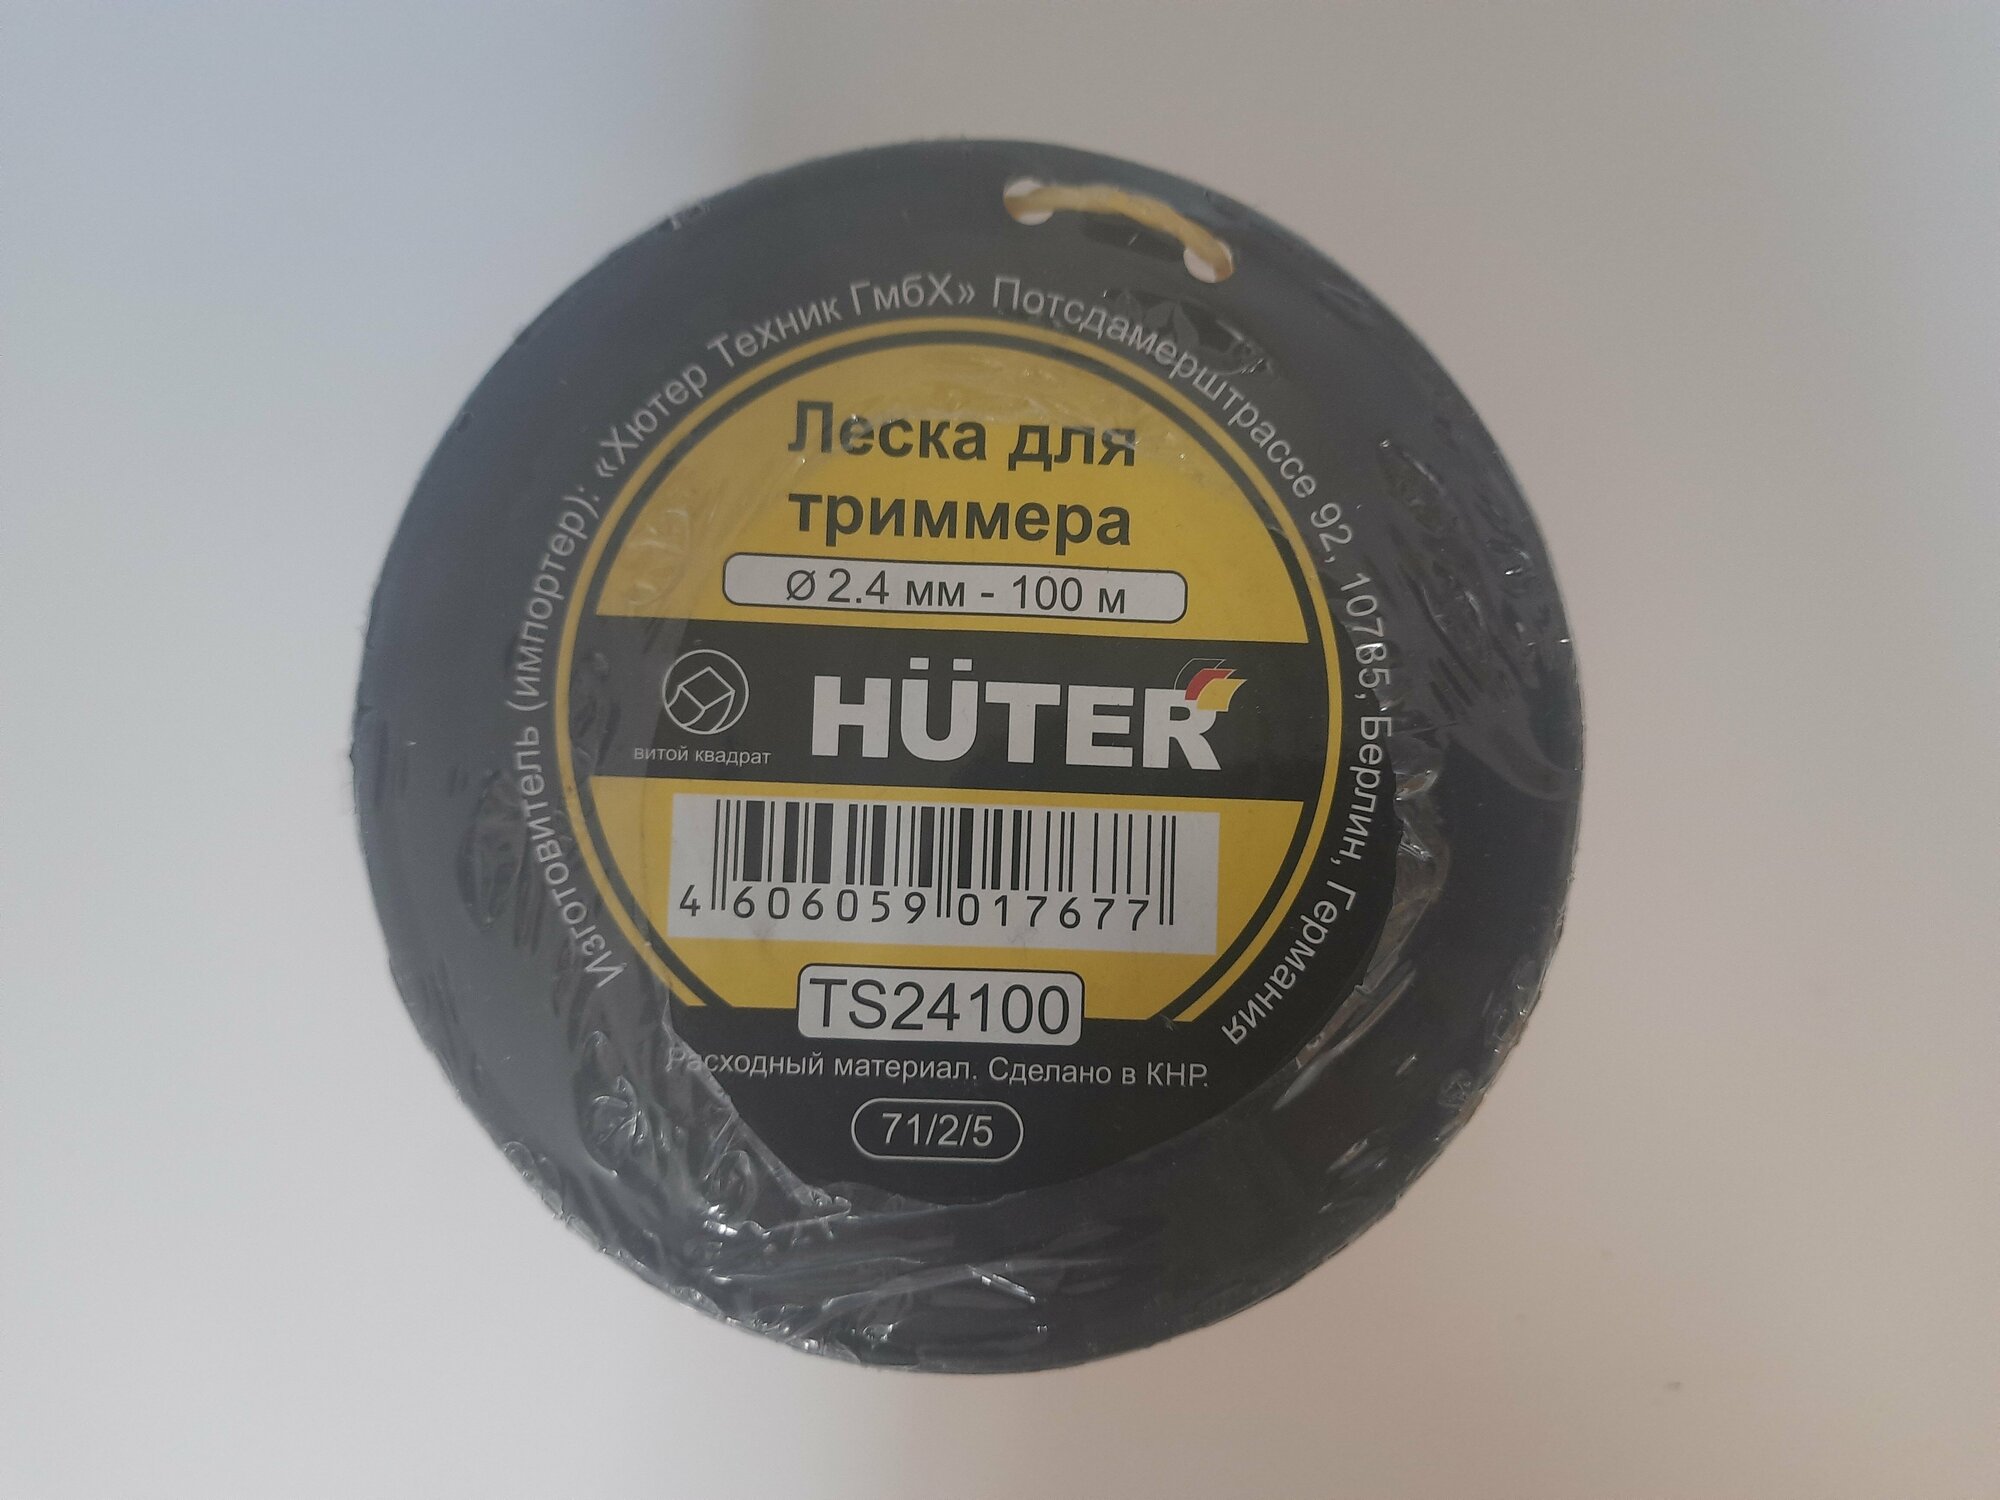 Изготовитель (импортер): «Хютер Техник ГмбХ» Потсдамерштрассе 92, 10785, Берлин, Германия
Леска для
триммера
Ø 2.4 мм - 100 м
витой квадрат
HÜTER
4 606059 017677
TS24100
Расходный материал. Сделано в КНР.
71/2/5